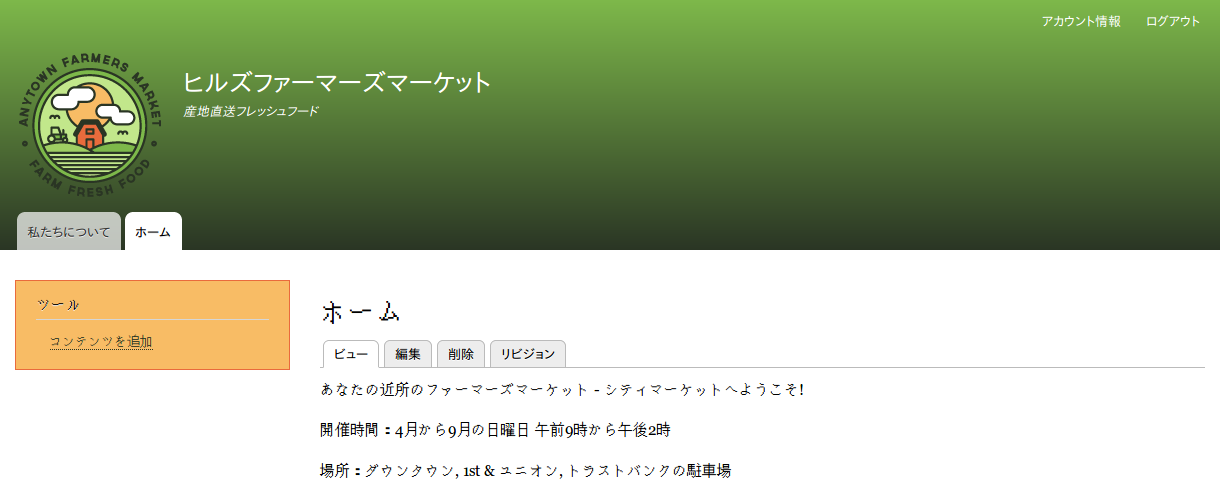 アカウント情報 ログアウト
ANYTOWN FARMERS MARKET
FARM FRESH FOOD
ヒルズファーマーズマーケット
産地直送フレッシュフード
私たちについて ホーム
ツール
コンテンツを追加
ホーム
ビュー 編集 削除 リビジョン
あなたの近所のファーマーズマーケット - シティマーケットへようこそ!
開催時間：4月から9月の日曜日 午前9時から午後2時
場所：ダウンタウン, 1st & ユニオン, トラストバンクの駐車場